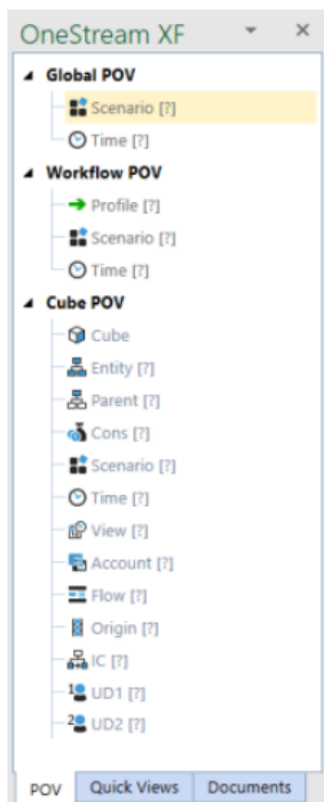 OneStream XF
Global POV
Scenario [?]
Time [?]
Workflow POV
Profile [?]
Scenario [?]
Time [?]
Cube POV
Cube
Entity [?]
Parent [?]
Cons [?]
Scenario [?]
Time [?]
View [?]
Account [?]
Flow [?]
Origin [?]
IC [?]
UD1 [?]
UD2 [?]
POV Quick Views Documents